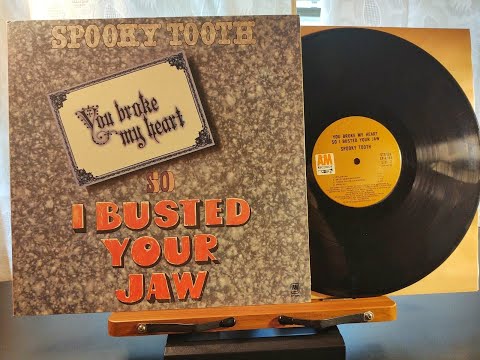 SPOOKY TOOTH
You broke
my heart
SO
I BUSTED
YOUR
JAW
A&M
YOU BROKE MY HEART
SO I BUSTED YOUR JAW
SPOOKY TOOTH